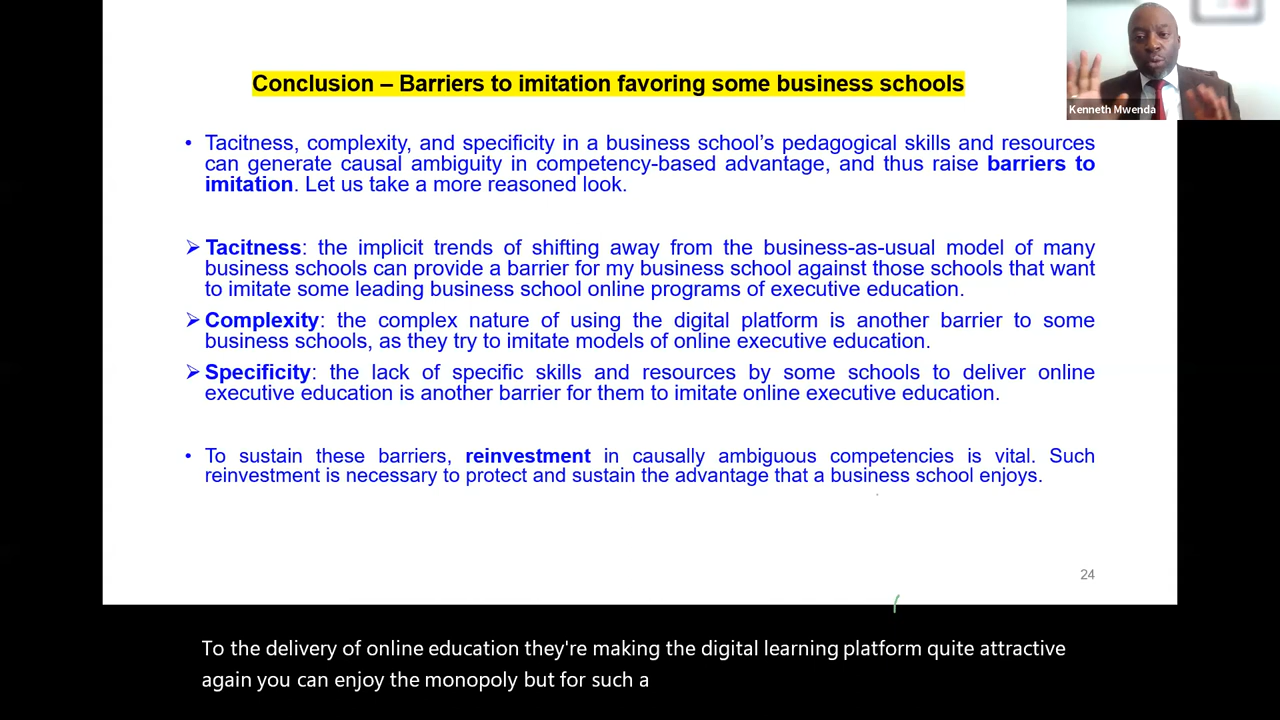 Conclusion – Barriers to imitation favoring some business schools
Kenneth Mwenda
• Tacitness, complexity, and specificity in a business school’s pedagogical skills and resources
can generate causal ambiguity in competency-based advantage, and thus raise barriers to
imitation. Let us take a more reasoned look.
➢ Tacitness: the implicit trends of shifting away from the business-as-usual model of many
business schools can provide a barrier for my business school against those schools that want
to imitate some leading business school online programs of executive education.
➢ Complexity: the complex nature of using the digital platform is another barrier to some
business schools, as they try to imitate models of online executive education.
➢ Specificity: the lack of specific skills and resources by some schools to deliver online
executive education is another barrier for them to imitate online executive education.
• To sustain these barriers, reinvestment in causally ambiguous competencies is vital. Such
reinvestment is necessary to protect and sustain the advantage that a business school enjoys.
24
To the delivery of online education they're making the digital learning platform quite attractive
again you can enjoy the monopoly but for such a